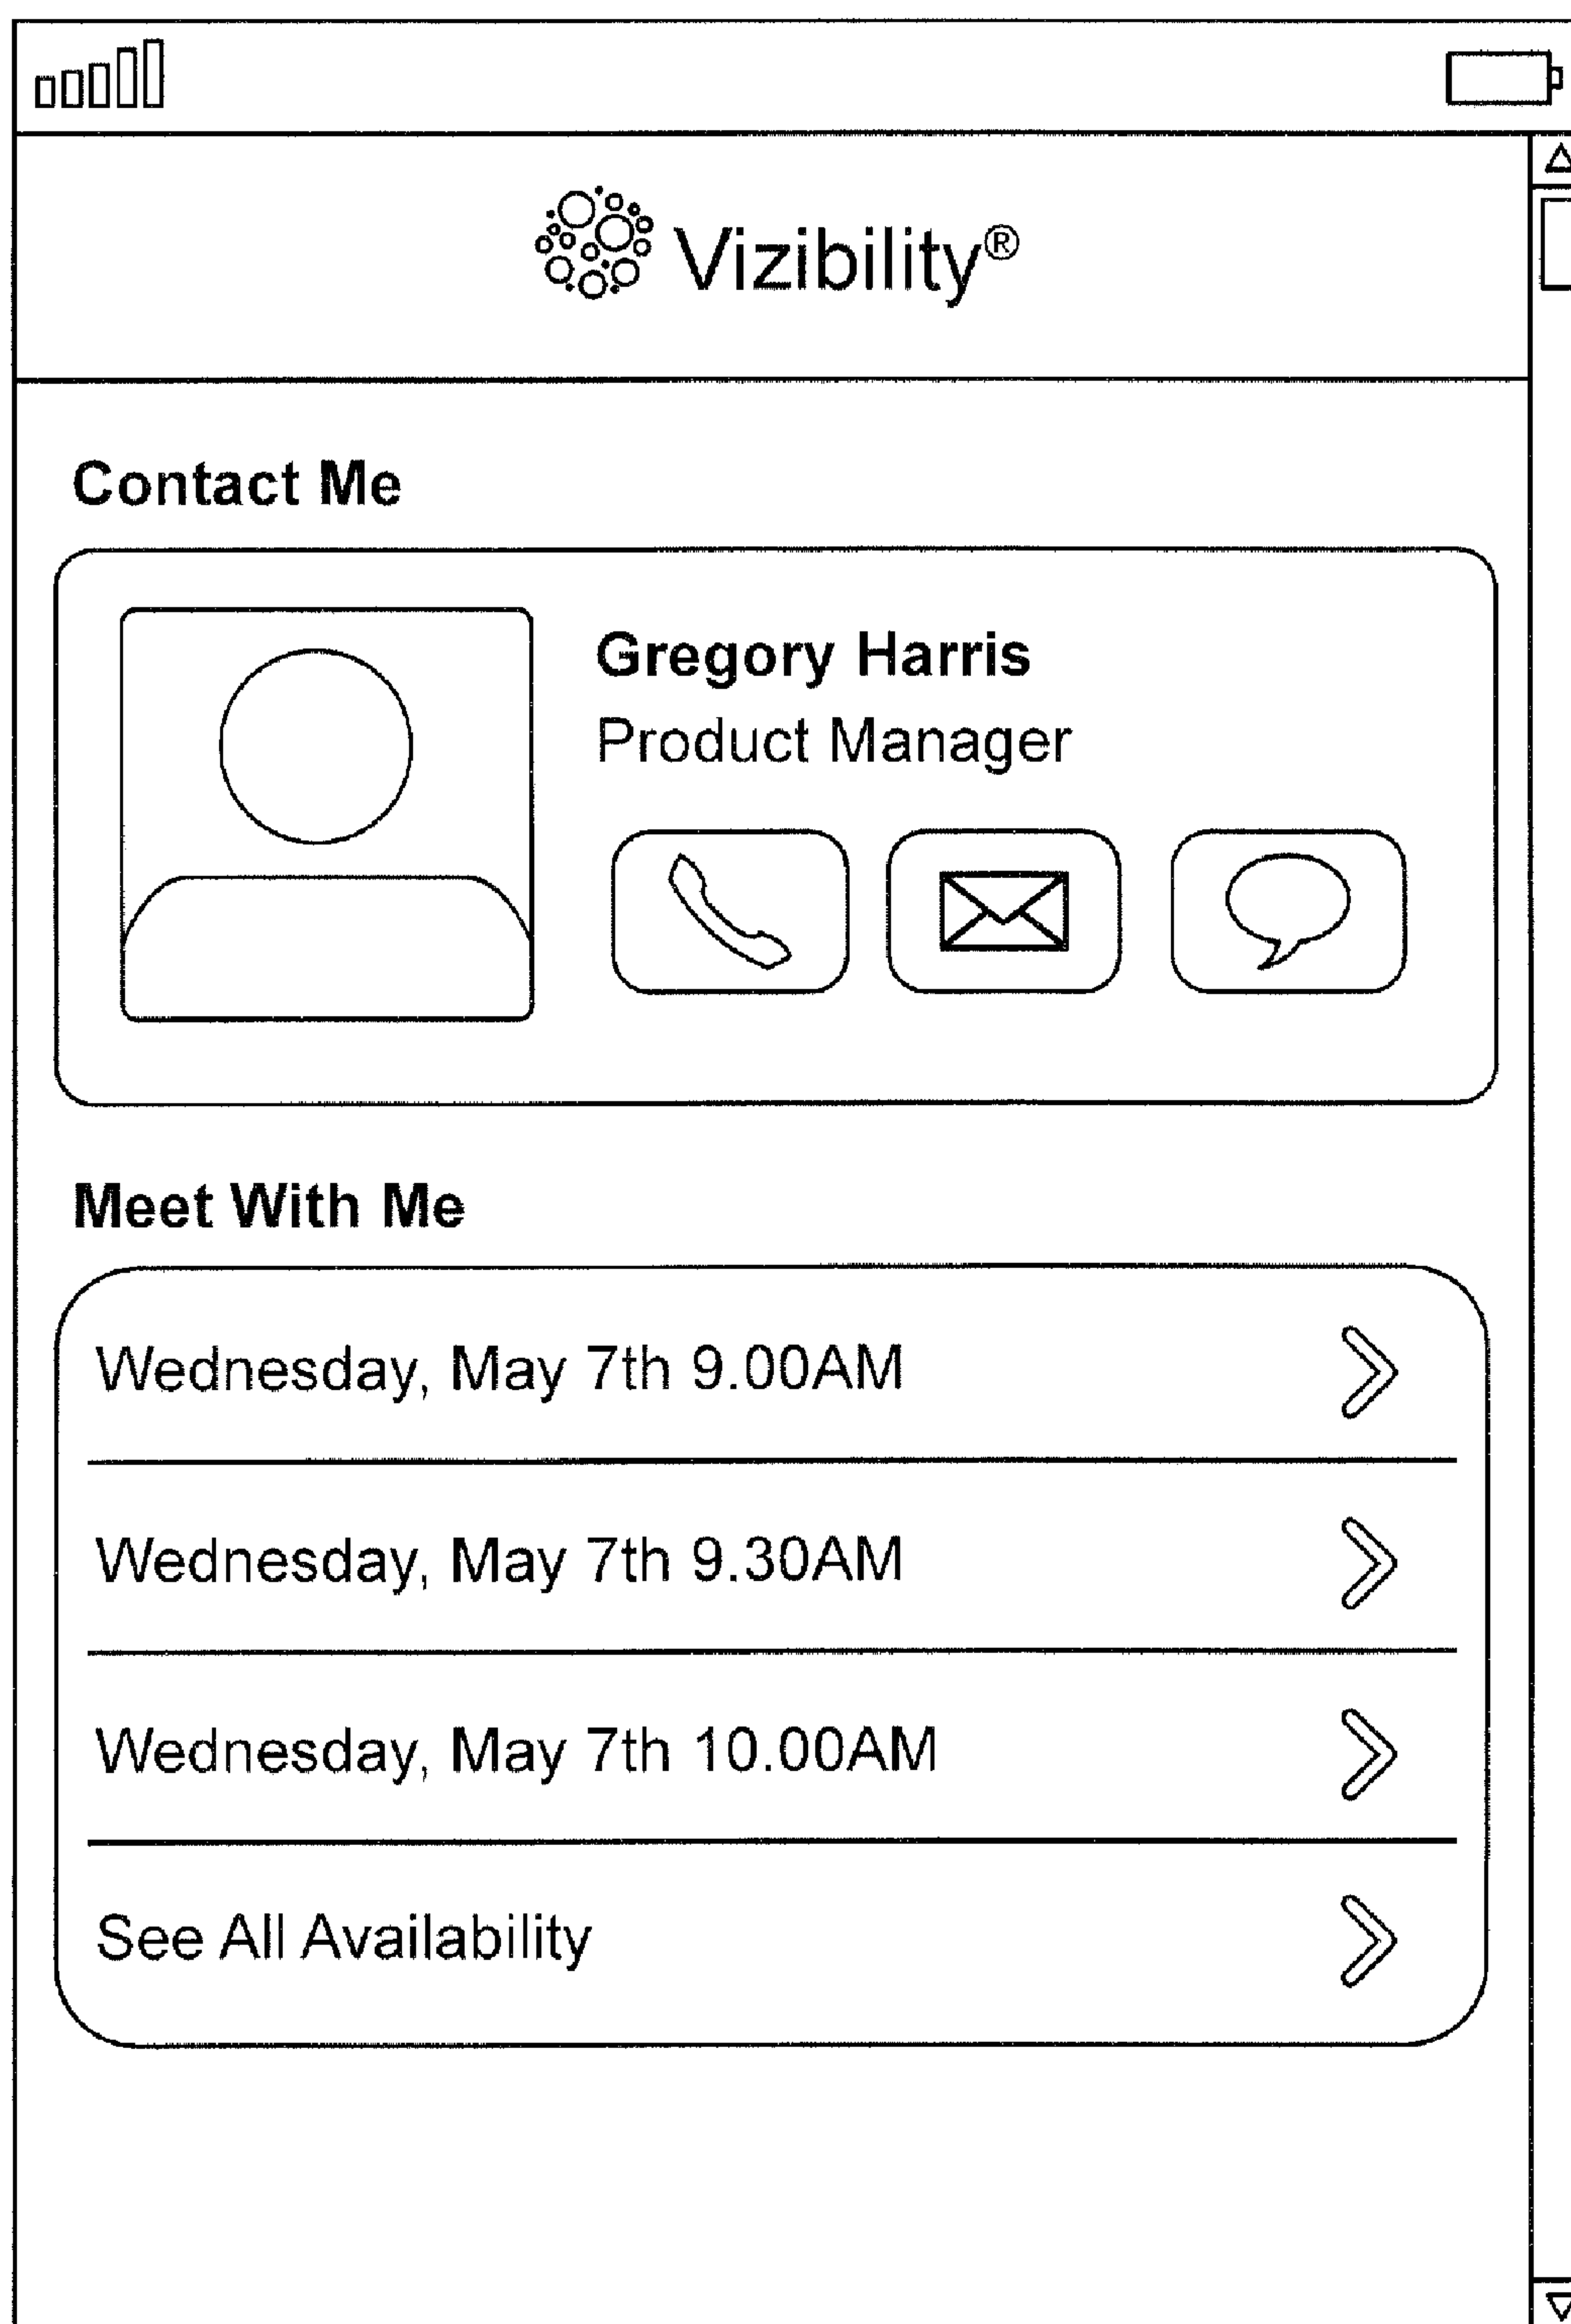 Vizibility®
Contact Me
Gregory Harris
Product Manager
Meet With Me
Wednesday, May 7th 9.00AM
Wednesday, May 7th 9.30AM
Wednesday, May 7th 10.00AM
See All Availability